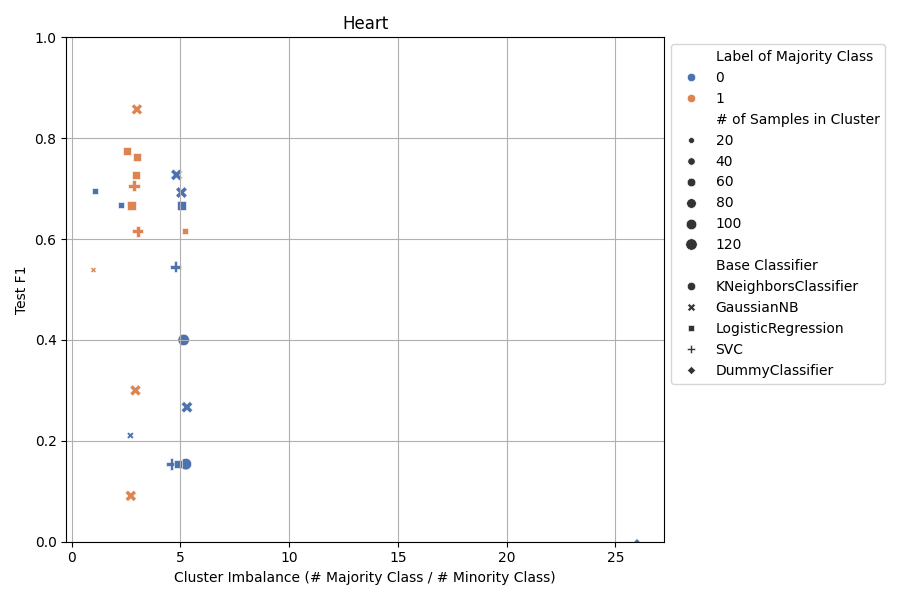 Heart
1.0
0.8
0.6
0.4
0.2
0.0
Test F1
0
5
10
15
20
25
Cluster Imbalance (# Majority Class / # Minority Class)
Label of Majority Class
0
1
# of Samples in Cluster
20
40
60
80
100
120
Base Classifier
KNeighborsClassifier
GaussianNB
LogisticRegression
SVC
DummyClassifier